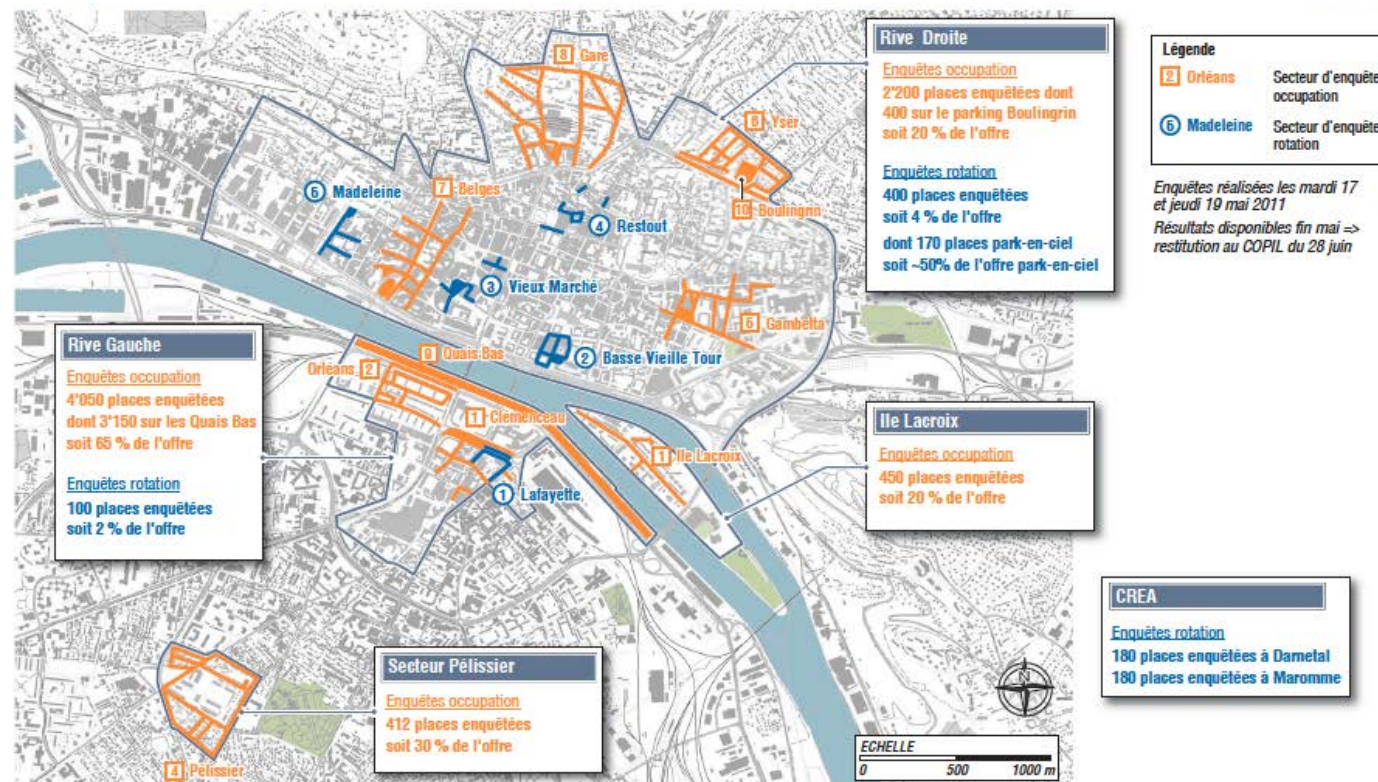 8 Gare
8 Yser
10 Boulingrin
5 Madeleine
7 Belges
4 Restout
3 Vieux Marché
6 Gambetta
9 Quais Bas
2 Basse Vieille Tour
Orléans 2
1 Clémenceau
1 Ile Lacroix
1 Lafayette
4 Pélissier
Rive Droite
Enquêtes occupation
2'200 places enquêtées dont
400 sur le parking Boulingrin
soit 20 % de l'offre
Enquêtes rotation
400 places enquêtées
soit 4 % de l'offre
dont 170 places park-en-ciel
soit ~50% de l'offre park-en-ciel
Légende
2 Orléans Secteur d'enquête
occupation
5 Madeleine Secteur d'enquête
rotation
Enquêtes réalisées les mardi 17
et jeudi 19 mai 2011
Résultats disponibles fin mai =>
restitution au COPIL du 28 juin
Rive Gauche
Enquêtes occupation
4'050 places enquêtées
dont 3'150 sur les Quais Bas
soit 65 % de l'offre
Enquêtes rotation
100 places enquêtées
soit 2 % de l'offre
Ile Lacroix
Enquêtes occupation
450 places enquêtées
soit 20 % de l'offre
Secteur Pélissier
Enquêtes occupation
412 places enquêtées
soit 30 % de l'offre
CREA
Enquêtes rotation
180 places enquêtées à Darnetal
180 places enquêtées à Maromme
N
ECHELLE
0 500 1000 m